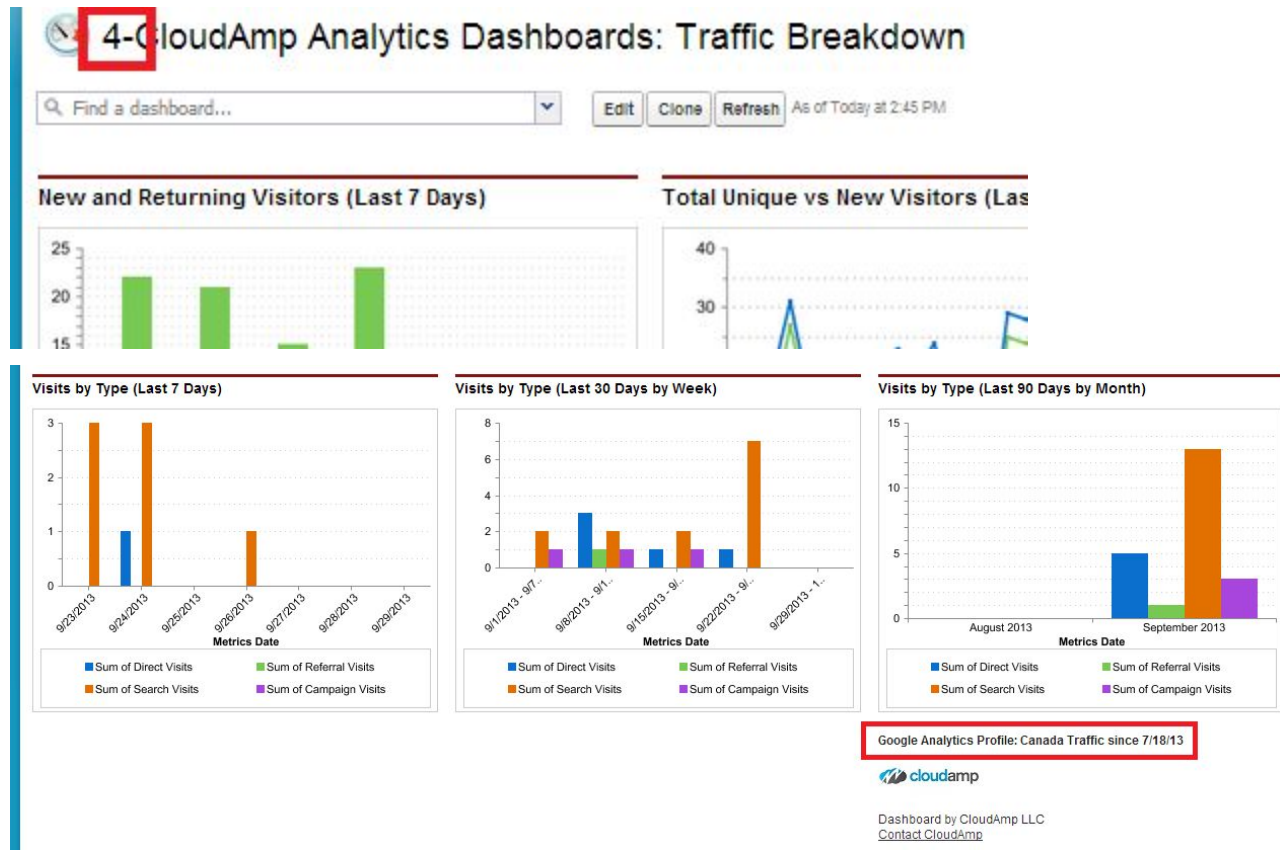 4-CloudAmp Analytics Dashboards: Traffic Breakdown
Find a dashboard...
Edit Clone Refresh As of Today at 2:45 PM
New and Returning Visitors (Last 7 Days)
Total Unique vs New Visitors (Las
25
20
15
40
30
Visits by Type (Last 7 Days)
3
2
1
0
9/23/2013 9/24/2013 9/25/2013 9/26/2013 9/27/2013 9/28/2013 9/29/2013
Metrics Date
Sum of Direct Visits Sum of Referral Visits
Sum of Search Visits Sum of Campaign Visits
Visits by Type (Last 30 Days by Week)
8
6
4
2
0
9/1/2013 - 9/7.. 9/8/2013 - 9/1.. 9/15/2013 - 9/.. 9/22/2013 - 9/.. 9/29/2013 - 1..
Metrics Date
Sum of Direct Visits Sum of Referral Visits
Sum of Search Visits Sum of Campaign Visits
Visits by Type (Last 90 Days by Month)
15
10
5
0
August 2013 September 2013
Metrics Date
Sum of Direct Visits Sum of Referral Visits
Sum of Search Visits Sum of Campaign Visits
Google Analytics Profile: Canada Traffic since 7/18/13
cloudamp
Dashboard by CloudAmp LLC
Contact CloudAmp